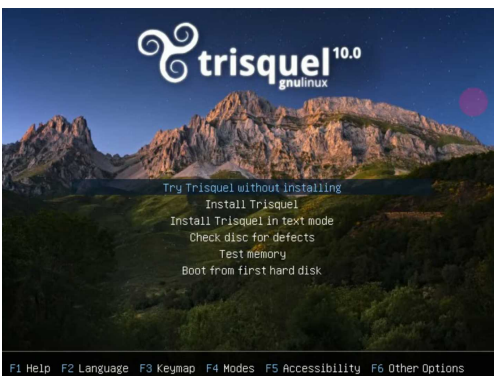 trisquel 10.0
gnulinux
Try Trisquel without installing
Install Trisquel
Install Trisquel in text mode
Check disc for defects
Test memory
Boot from first hard disk
F1 Help F2 Language F3 Keymap F4 Modes F5 Accessibility F6 Other Options